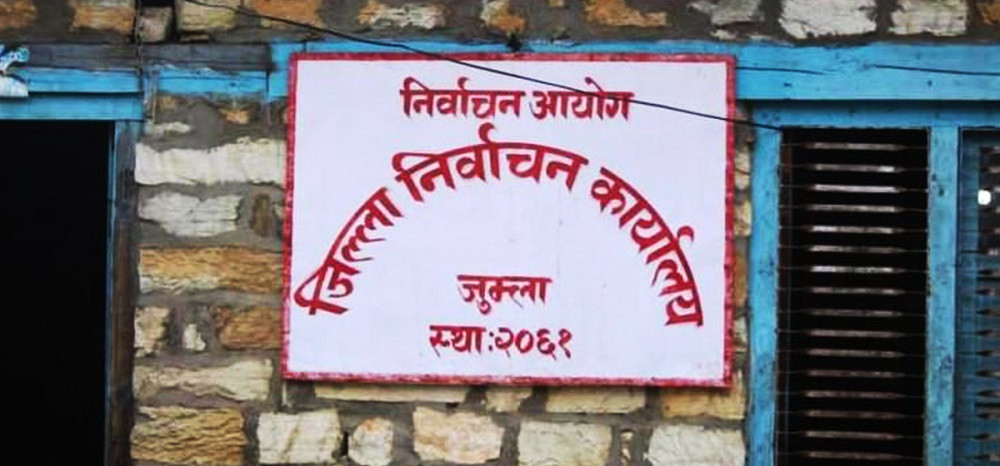 निर्वाचन आयोग
जिल्ला निर्वाचन कार्यालय
जुम्ला
स्था:२०६१